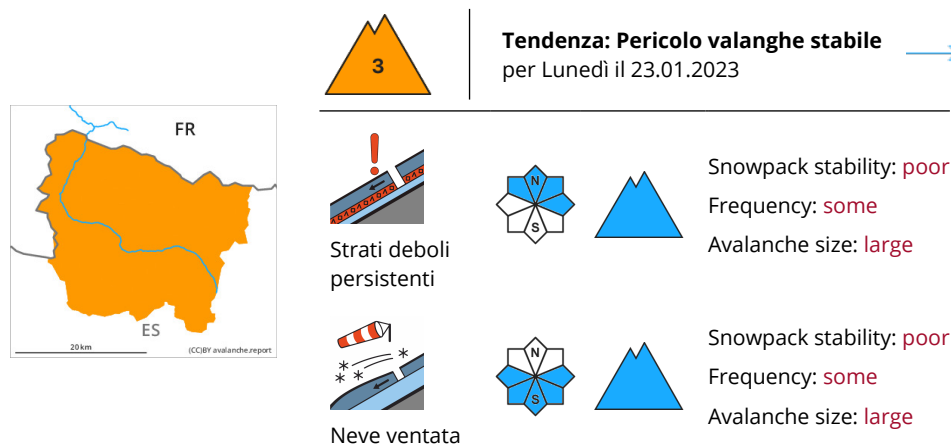 3
Tendenza: Pericolo valanghe stabile
per Lunedì il 23.01.2023
FR
ES
20 km
(CC)BY avalanche.report
Strati deboli
persistenti
N
S
Snowpack stability: poor
Frequency: some
Avalanche size: large
Neve ventata
N
S
Snowpack stability: poor
Frequency: some
Avalanche size: large